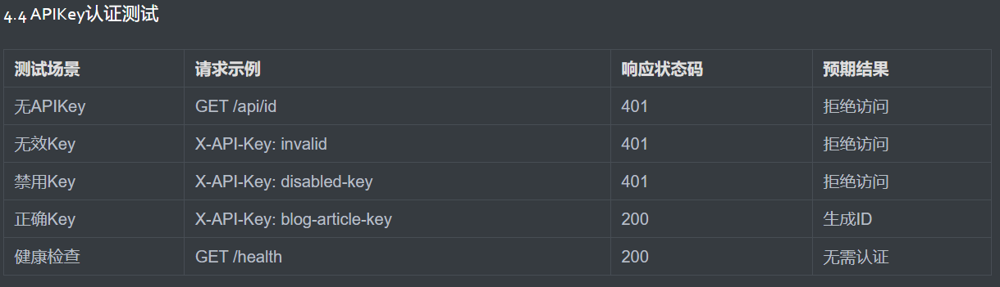 4.4 APIKey认证测试
测试场景 请求示例 响应状态码 预期结果
无APIKey GET /api/id 401 拒绝访问
无效Key X-API-Key: invalid 401 拒绝访问
禁用Key X-API-Key: disabled-key 401 拒绝访问
正确Key X-API-Key: blog-article-key 200 生成ID
健康检查 GET /health 200 无需认证